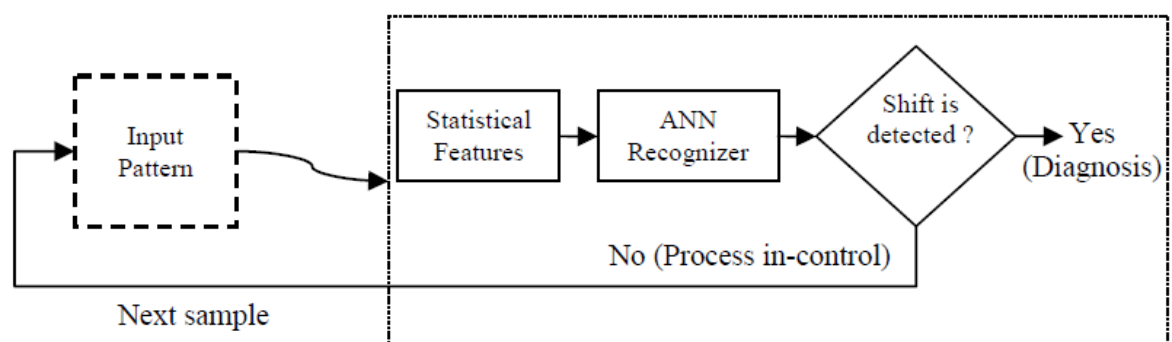 Input
Pattern
Statistical
Features
ANN
Recognizer
Shift is
detected ?
Yes
(Diagnosis)
No (Process in-control)
Next sample